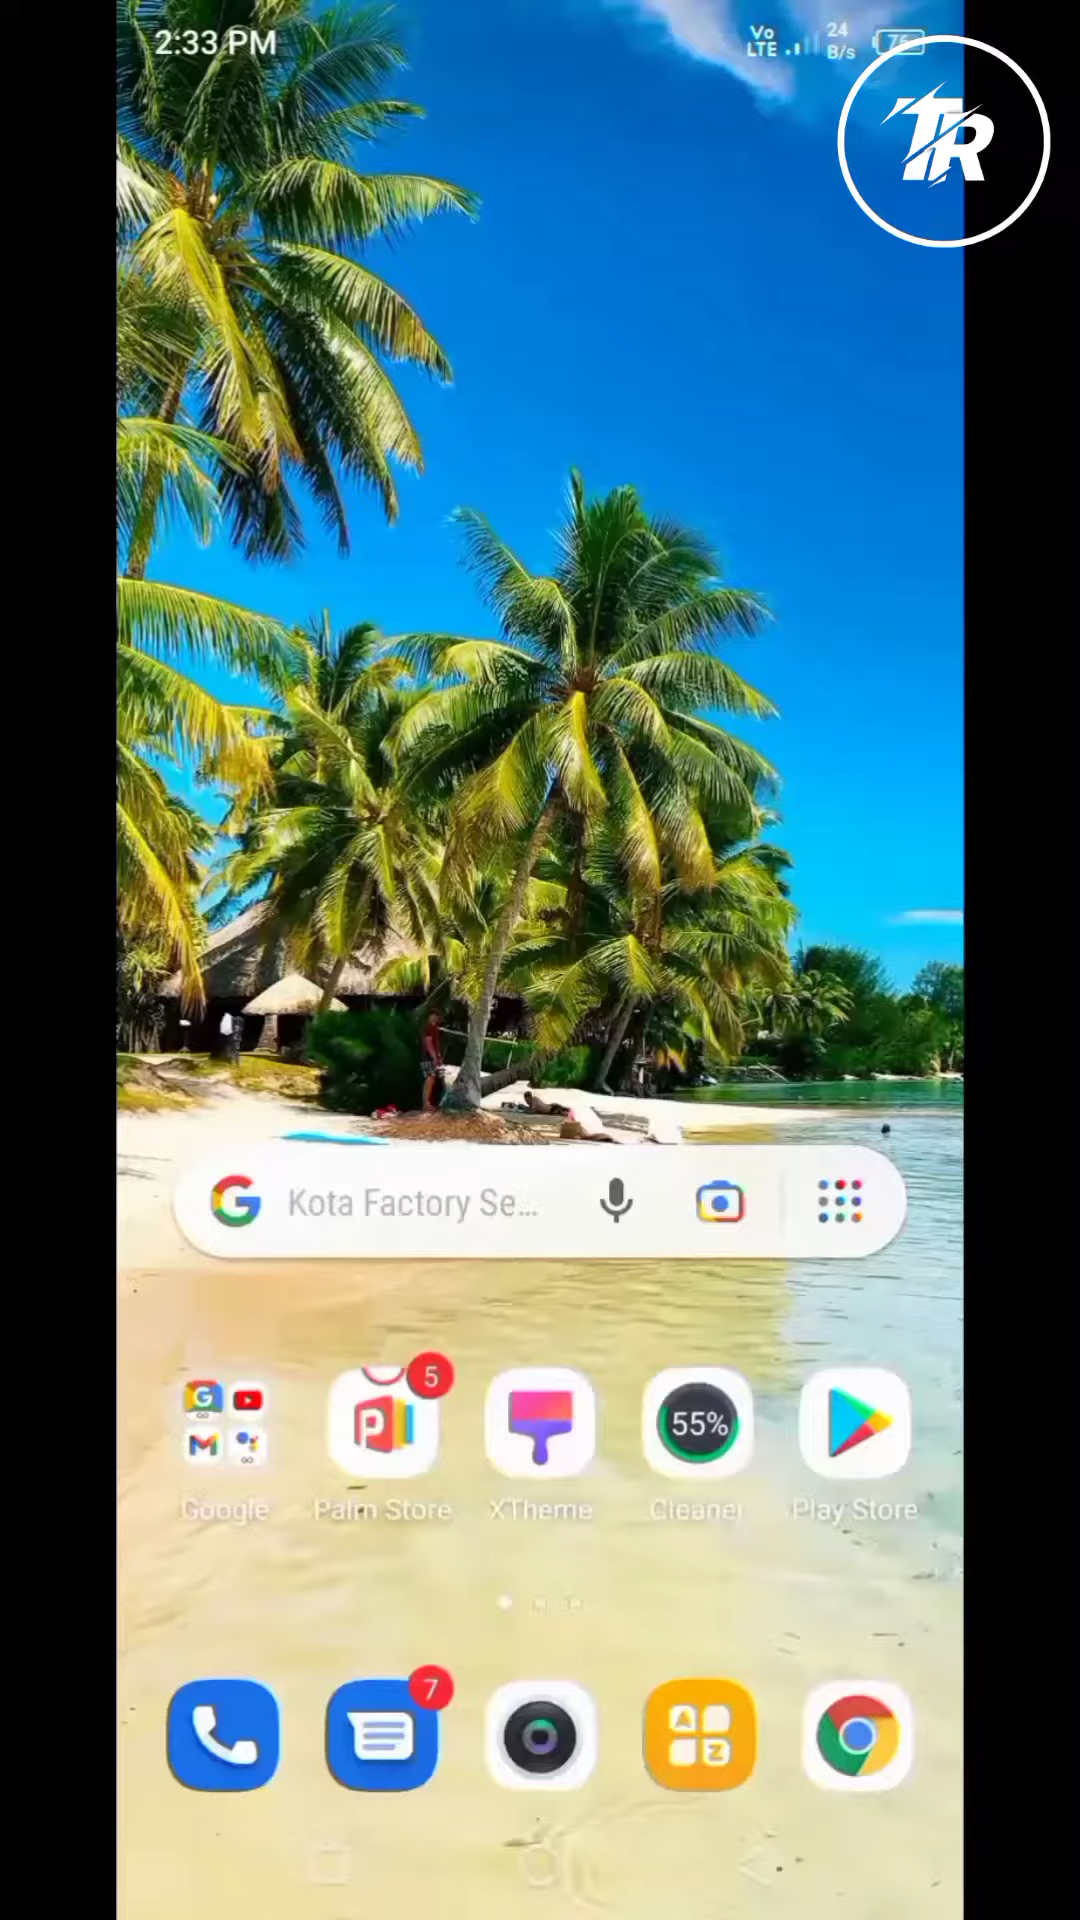 2:33 PM
Vo
LTE
24
B/s
76
TR
Kota Factory Se...
5
55%
Google
Palm Store
XTheme
Cleaner
Play Store
7
A
Z